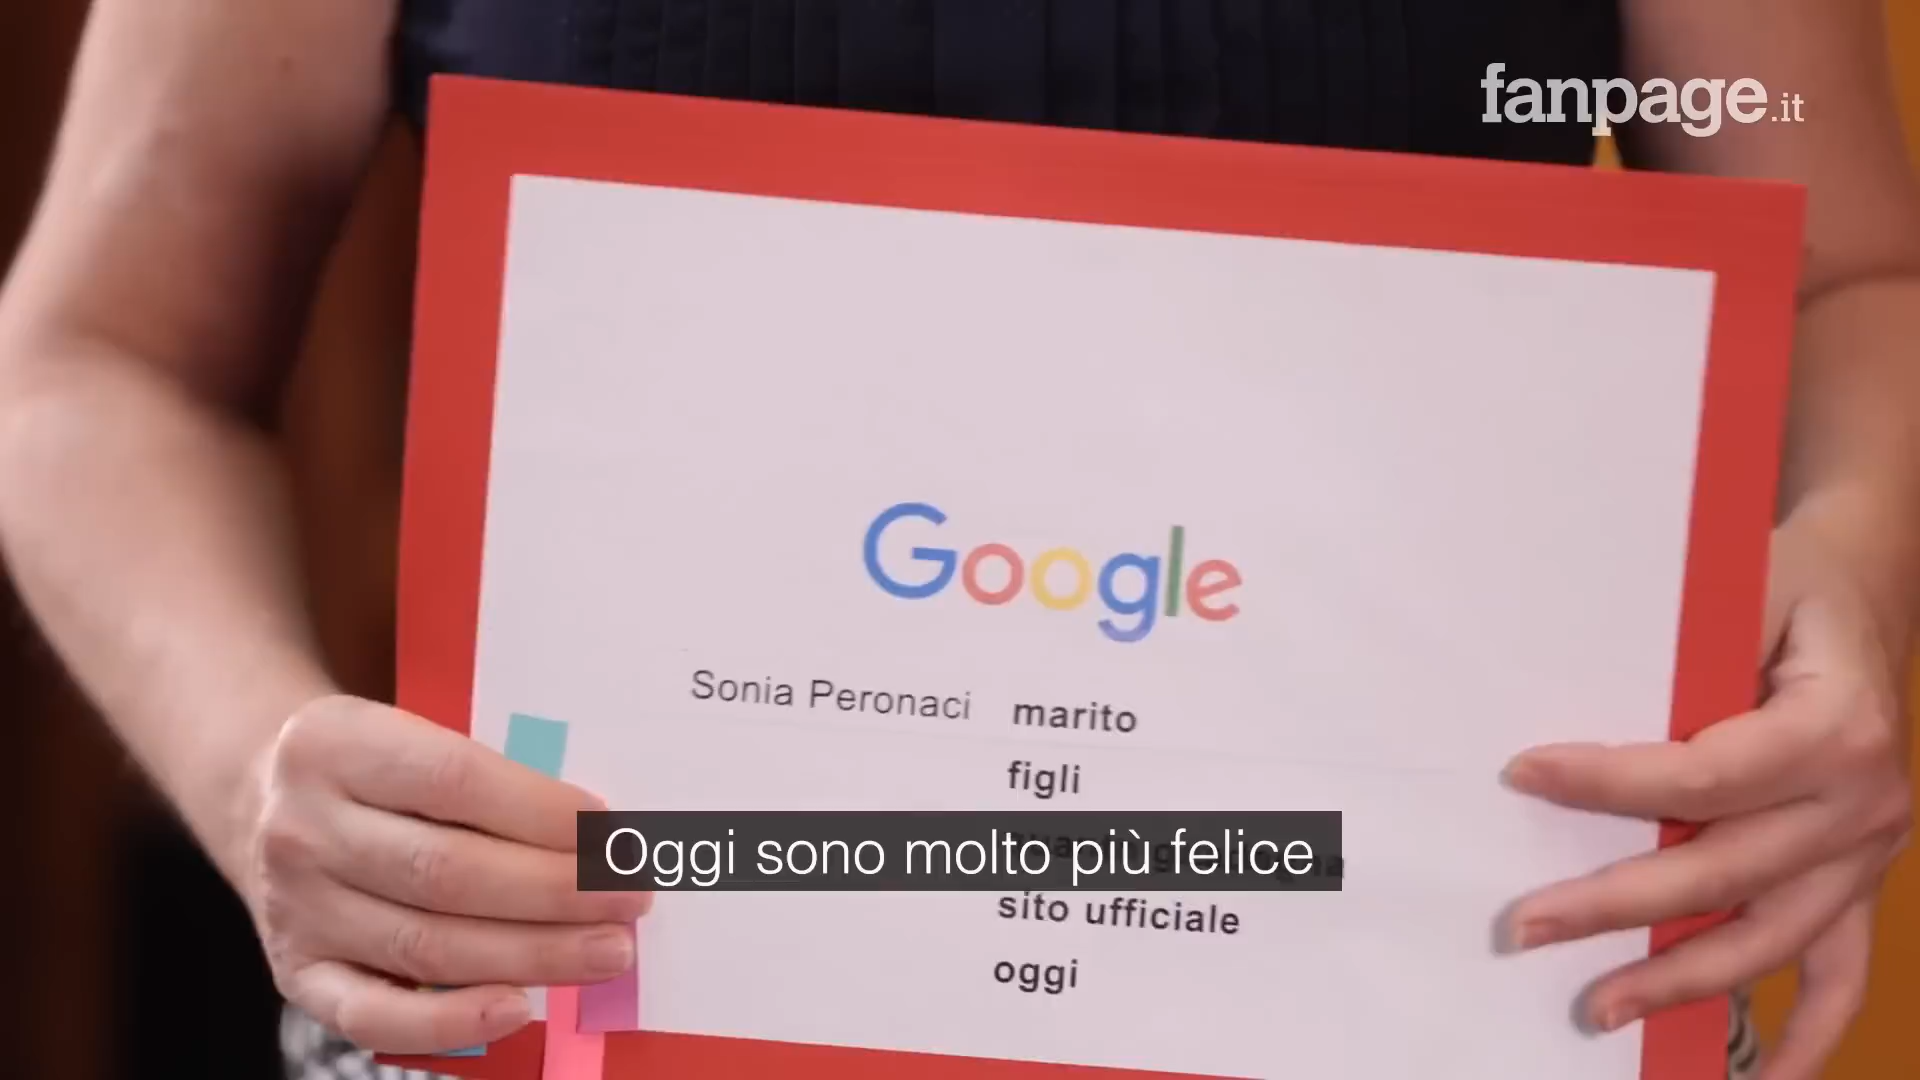 fanpage.it
Google
Sonia Peronaci marito
figli
Oggi sono molto più felice
sito ufficiale
oggi